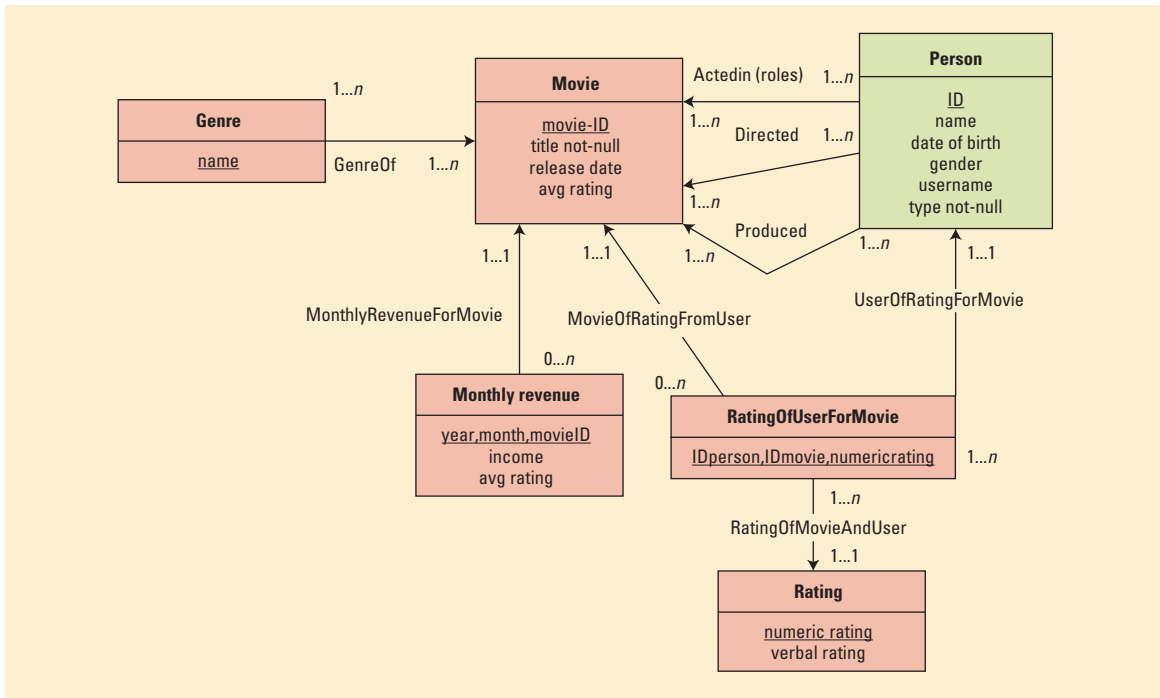 1...n
Genre
name
GenreOf
1...n
Movie
movie-ID
title not-null
release date
avg rating
Actedin (roles)
1...n
1...n
Directed
1...n
1...n
Produced
1...n
1...n
Person
ID
name
date of birth
gender
username
type not-null
1...1
1...1
1...1
MonthlyRevenueForMovie
MovieOfRatingFromUser
UserOfRatingForMovie
0...n
Monthly revenue
year,month,movieID
income
avg rating
0...n
RatingOfUserForMovie
IDperson,IDmovie,numericrating
1...n
1...n
RatingOfMovieAndUser
1...1
Rating
numeric rating
verbal rating